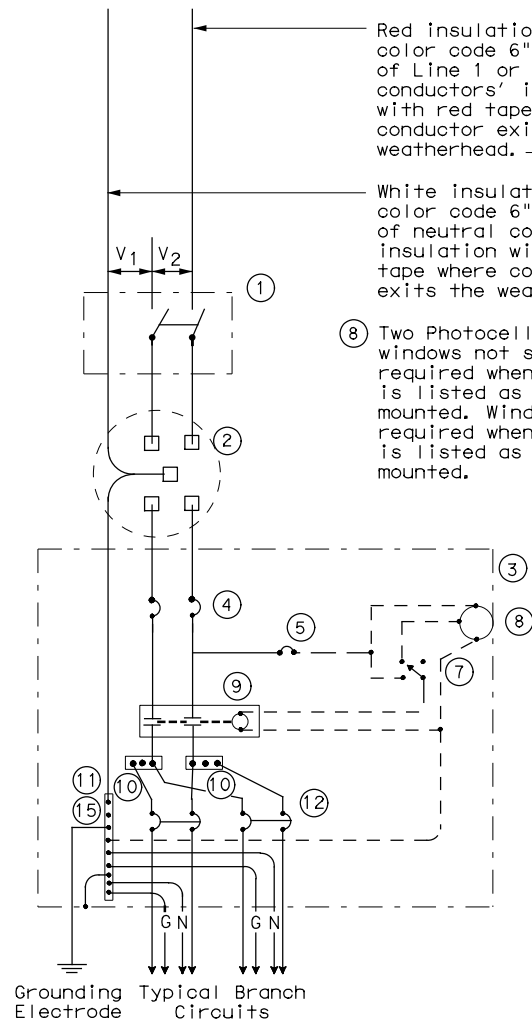 Red insulatio
color code 6"
of Line 1 or
conductors' i
with red tape
conductor exi
weatherhead.
White insulat
color code 6"
of neutral co
insulation wi
tape where co
exits the wea
V1 V2
1
8 Two Photocell
windows not s
required when
is listed as
mounted. Wind
required when
is listed as
mounted.
2
3
4
5
8
7
9
11 10 10
15 12
G N G N
Grounding Typical Branch
Electrode Circuits